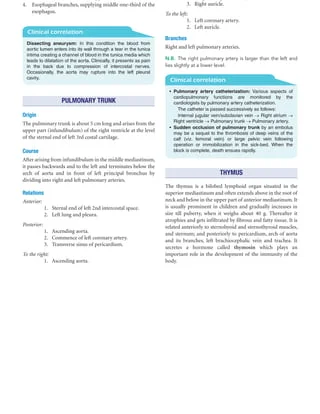 4. Esophageal branches, supplying middle one-third of the
esophagus.
Clinical correlation
Dissecting aneurysm: In this condition the blood from
aortic lumen enters into its wall through a tear in the tunica
intima creating a channel of blood in the tunica media which
leads to dilatation of the aorta. Clinically, it presents as pain
in the back due to compression of intercostal nerves.
Occasionally, the aorta may rupture into the left pleural
cavity.
PULMONARY TRUNK
Origin
The pulmonary trunk is about 5 cm long and arises from the
upper part (infundibulum) of the right ventricle at the level
of the sternal end of left 3rd costal cartilage.
Course
After arising from infundibulum in the middle mediastinum,
it passes backwards and to the left and terminates below the
arch of aorta and in front of left principal bronchus by
dividing into right and left pulmonary arteries.
Relations
Anterior:
1. Sternal end of left 2nd intercostal space.
2. Left lung and pleura.
Posterior:
1. Ascending aorta.
2. Commence of left coronary artery.
3. Transverse sinus of pericardium.
To the right:
1. Ascending aorta.
3. Right auricle.
To the left:
1. Left coronary artery.
2. Left auricle.
Branches
Right and left pulmonary arteries.
N.B. The right pulmonary artery is larger than the left and
lies slightly at a lower level.
Clinical correlation
• Pulmonary artery catheterization: Various aspects of
cardiopulmonary functions are monitored by the
cardiologists by pulmonary artery catheterization.
The catheter is passed successively as follows:
Internal jugular vein/subclavian vein → Right atrium →
Right ventricle → Pulmonary trunk → Pulmonary artery.
• Sudden occlusion of pulmonary trunk by an embolus
may be a sequel to the thrombosis of deep veins of the
calf (viz. femoral vein) or large pelvic vein following
operation or immobilization in the sick-bed. When the
block is complete, death ensues rapidly.
THYMUS
The thymus is a bilobed lymphoid organ situated in the
superior mediastinum and often extends above in the root of
neck and below in the upper part of anterior mediastinum. It
is usually prominent in children and gradually increases in
size till puberty, when it weighs about 40 g. Thereafter it
atrophies and gets infiltrated by fibrous and fatty tissue. It is
related anteriorly to sternohyoid and sternothyroid muscles,
and sternum; and posteriorly to pericardium, arch of aorta
and its branches, left brachiocephalic vein and trachea. It
secretes a hormone called thymosin which plays an
important role in the development of the immunity of the
body.